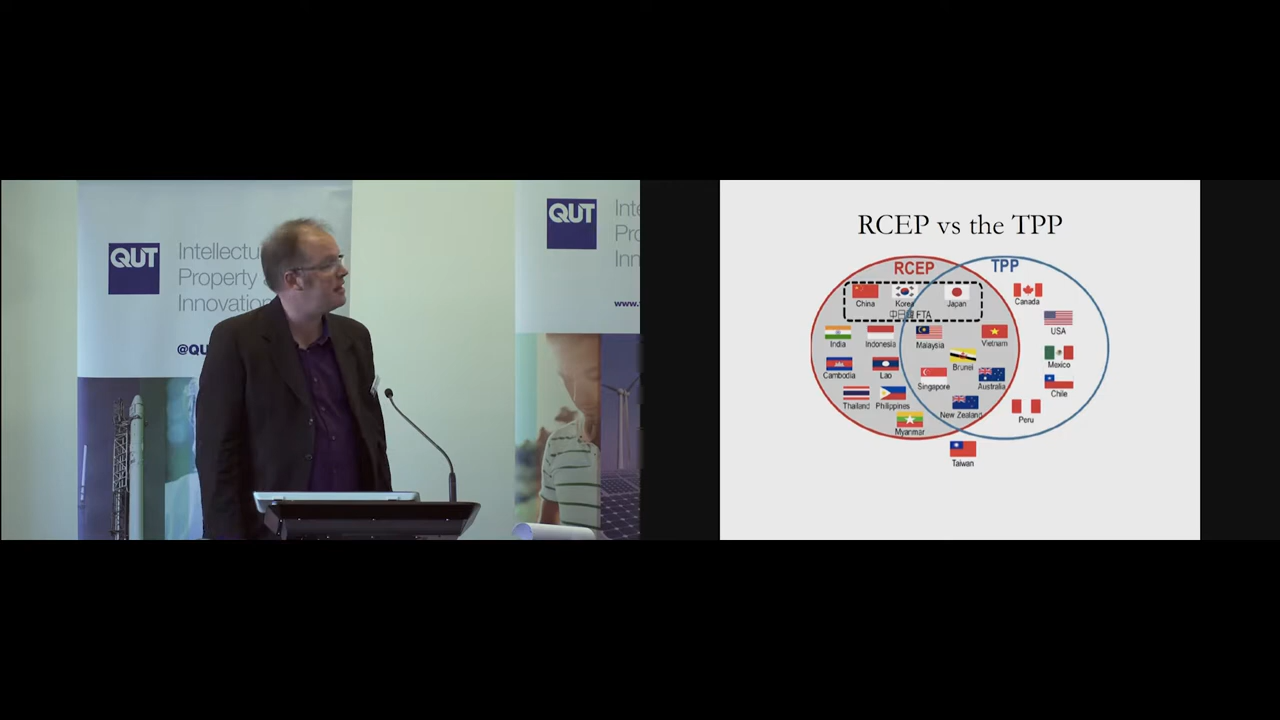 QUT
Intellectu
Property
Innovation
@QU
QUT
Inte
Pro
Inn
www.
RCEP vs the TPP
RCEP
TPP
China
Korea
Japan
Canada
FTA
USA
India
Indonesia
Malaysia
Vietnam
Brunei
Mexico
Cambodia
Lao
Singapore
Australia
Chile
Thailand
Philippines
New Zealand
Peru
Myanmar
Taiwan